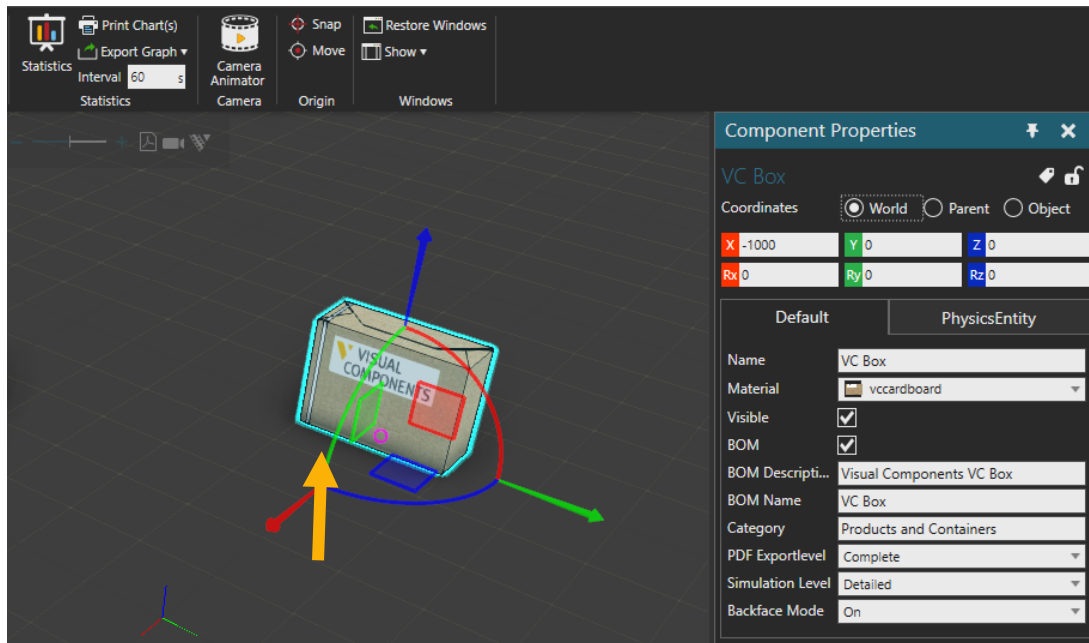 Print Chart(s)
Export Graph
Interval 60 s
Statistics
Statistics
Camera
Animator
Camera
Snap
Move
Origin
Restore Windows
Show
Windows
VISUAL
COMPONENTS
Component Properties
VC Box
Coordinates World Parent Object
X -1000 Y 0 Z 0
Rx 0 Ry 0 Rz 0
Default PhysicsEntity
Name VC Box
Material vccardboard
Visible
BOM
BOM Descripti... Visual Components VC Box
BOM Name VC Box
Category Products and Containers
PDF Exportlevel Complete
Simulation Level Detailed
Backface Mode On